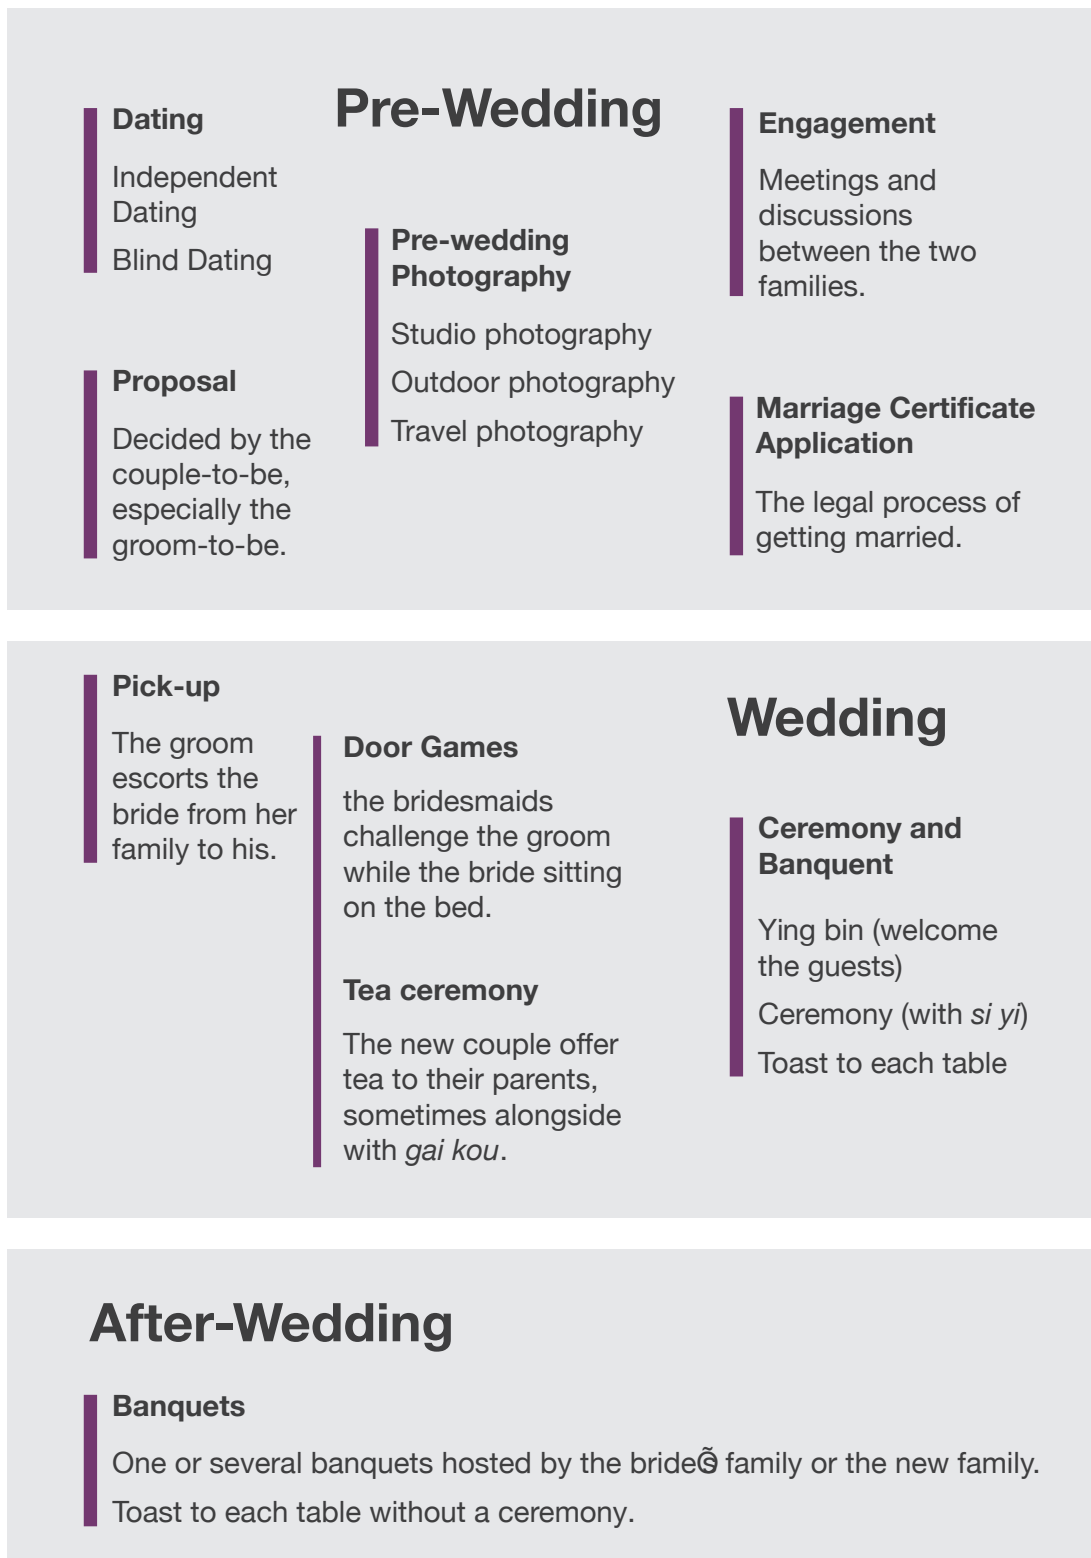 Pre-Wedding
Dating
Independent
Dating
Blind Dating
Proposal
Decided by the
couple-to-be,
especially the
groom-to-be.
Pre-wedding
Photography
Studio photography
Outdoor photography
Travel photography
Engagement
Meetings and
discussions
between the two
families.
Marriage Certificate
Application
The legal process of
getting married.
Wedding
Pick-up
The groom
escorts the
bride from her
family to his.
Door Games
the bridesmaids
challenge the groom
while the bride sitting
on the bed.
Tea ceremony
The new couple offer
tea to their parents,
sometimes alongside
with gai kou.
Ceremony and
Banquent
Ying bin (welcome
the guests)
Ceremony (with si yi)
Toast to each table
After-Wedding
Banquets
One or several banquets hosted by the brideÕs family or the new family.
Toast to each table without a ceremony.